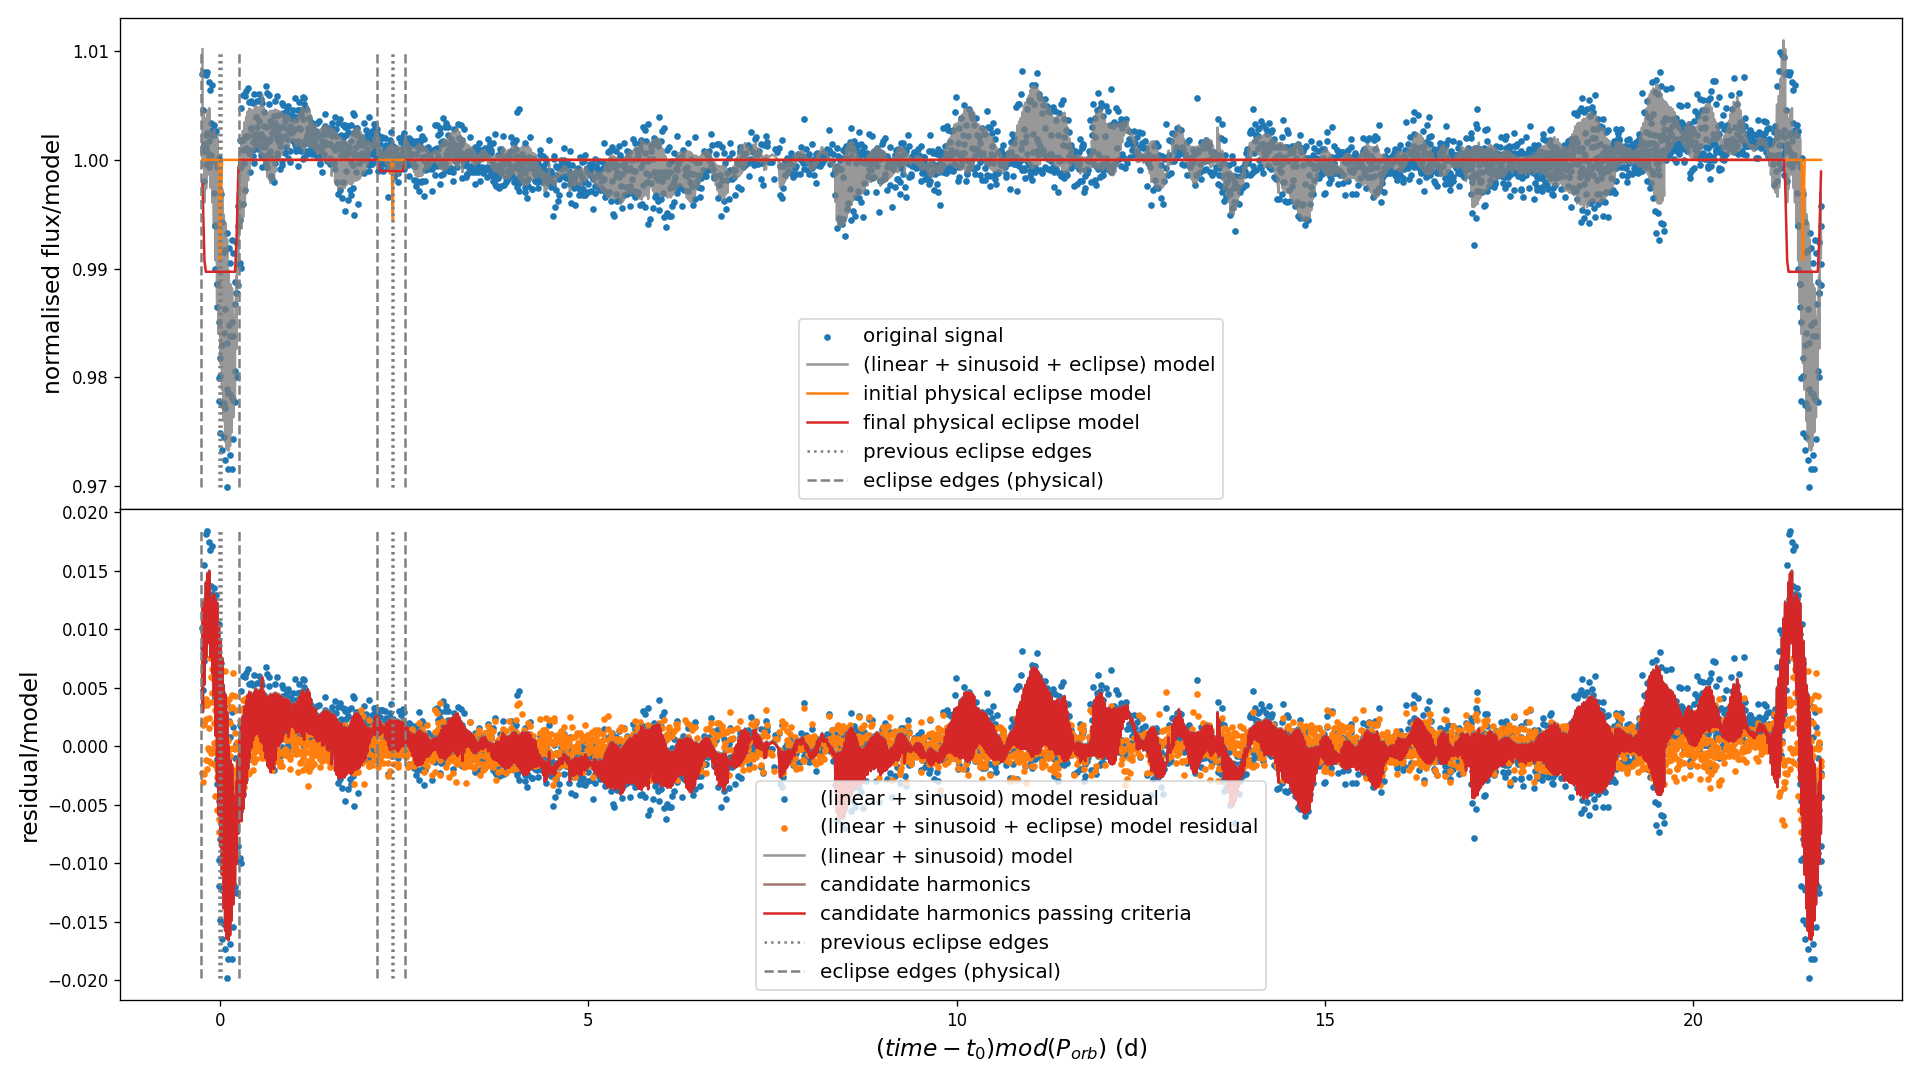 normalised flux/model
1.01
1.00
0.99
0.98
0.97
original signal
(linear + sinusoid + eclipse) model
initial physical eclipse model
final physical eclipse model
previous eclipse edges
eclipse edges (physical)
residual/model
0.020
0.015
0.010
0.005
0.000
−0.005
−0.010
−0.015
−0.020
(linear + sinusoid) model residual
(linear + sinusoid + eclipse) model residual
(linear + sinusoid) model
candidate harmonics
candidate harmonics passing criteria
previous eclipse edges
eclipse edges (physical)
0 5 10 15 20
(time − t₀)mod(P_orb) (d)